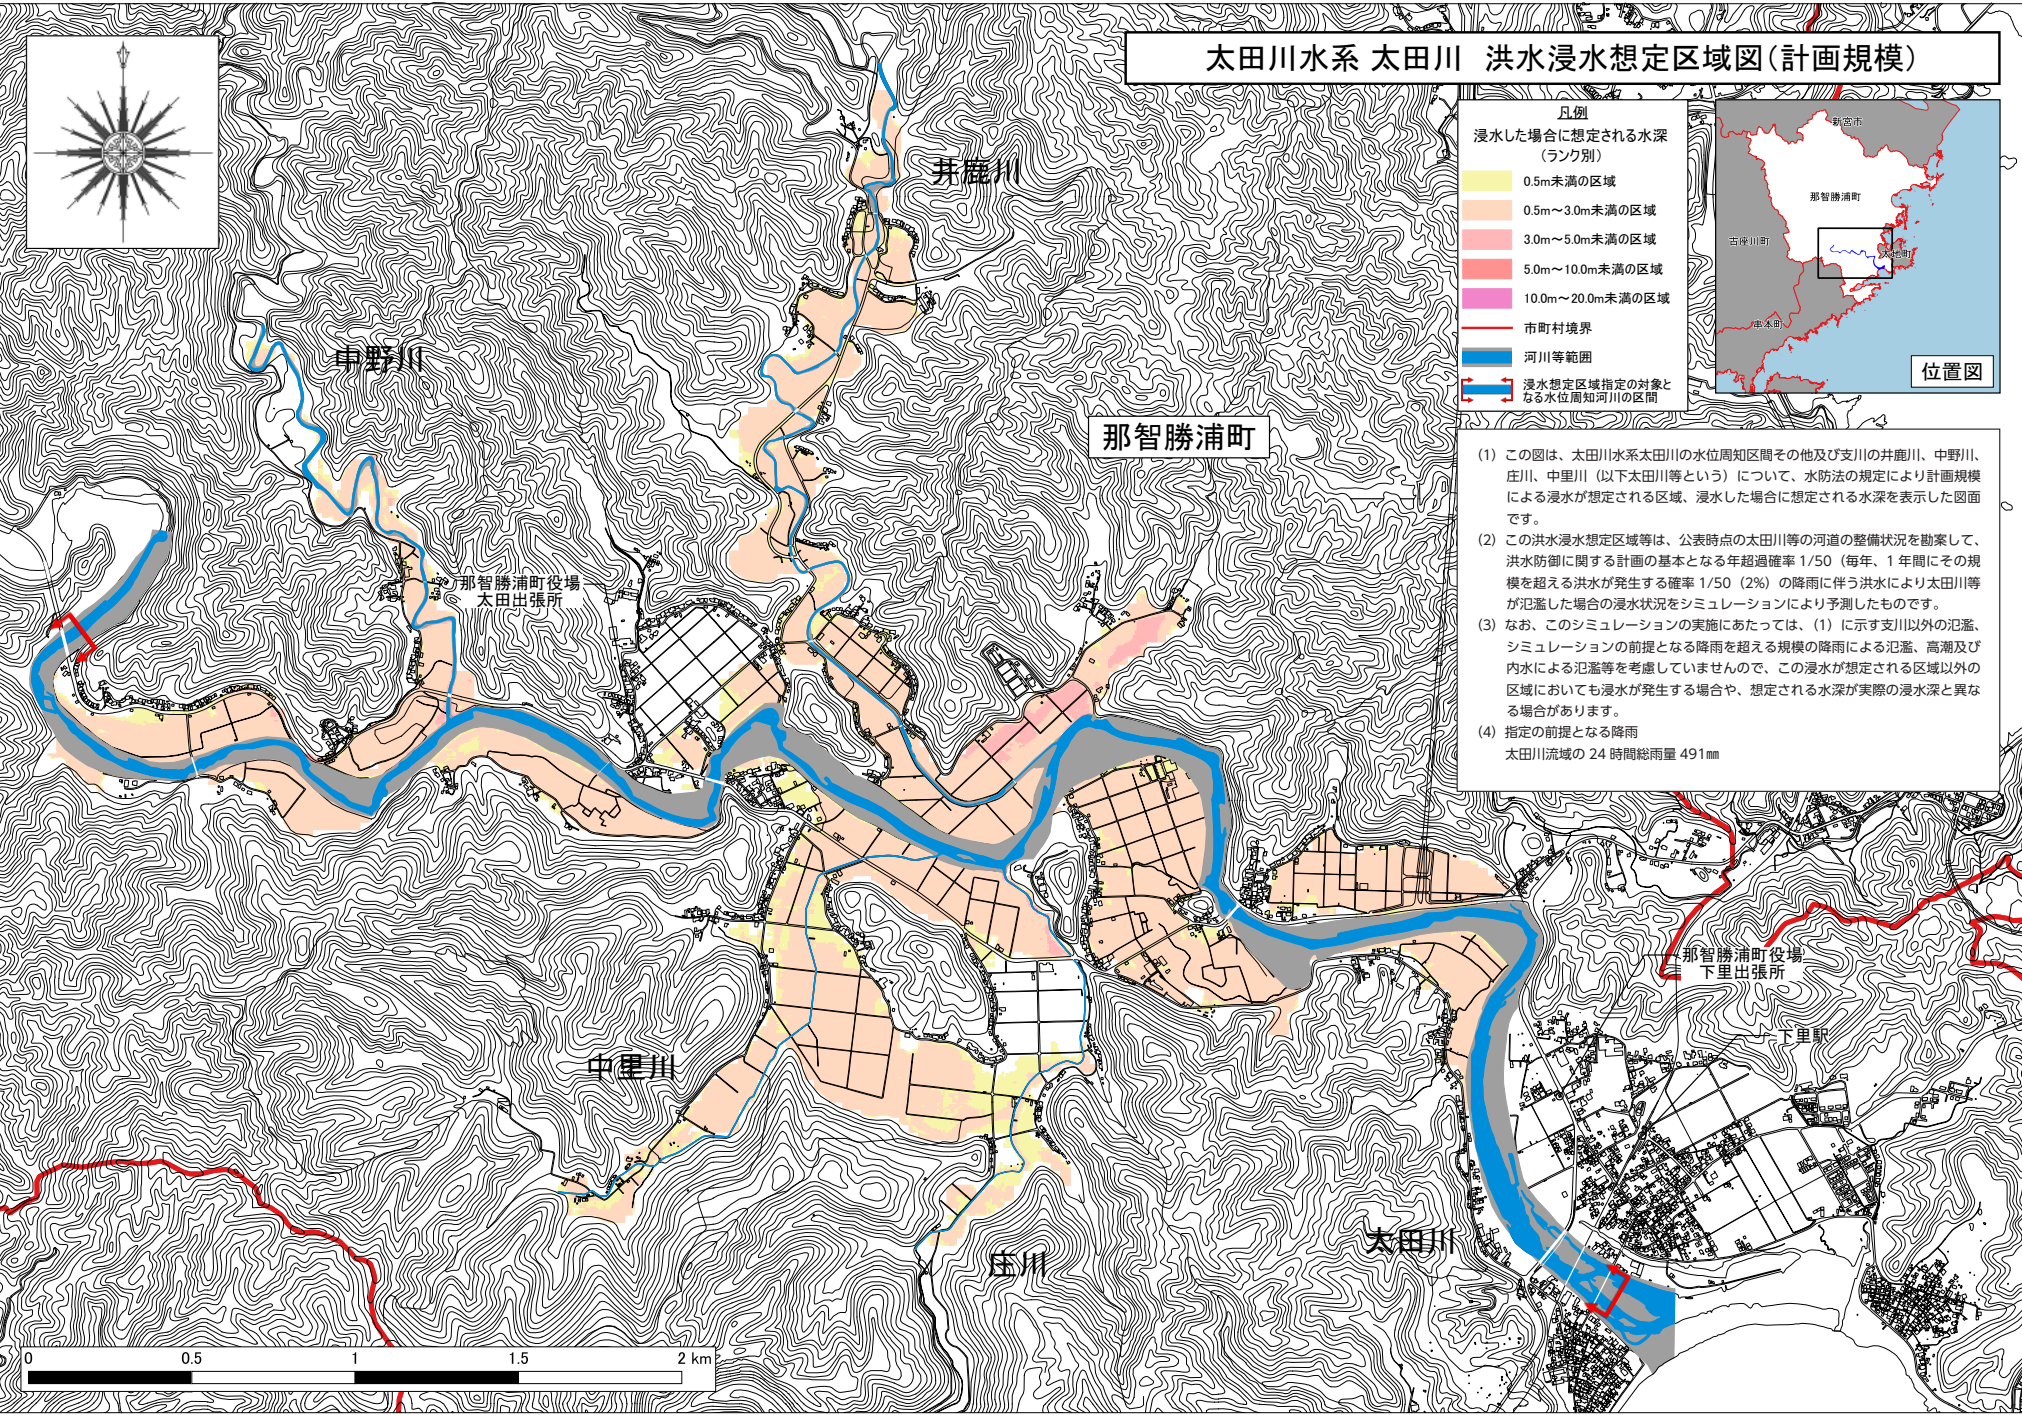 太田川水系 太田川 洪水浸水想定区域図(計画規模)
凡例
浸水した場合に想定される水深
(ランク別)
0.5m未満の区域
0.5m～3.0m未満の区域
3.0m～5.0m未満の区域
5.0m～10.0m未満の区域
10.0m～20.0m未満の区域
市町村境界
河川等範囲
浸水想定区域指定の対象と
なる水位周知河川の区間
新宮市
那智勝浦町
古座川町
太地町
串本町
位置図
井鹿川
中野川
那智勝浦町
那智勝浦町役場
太田出張所
(1) この図は、太田川水系太田川の水位周知区間その他及び支川の井鹿川、中野川、
庄川、中里川（以下太田川等という）について、水防法の規定により計画規模
による浸水が想定される区域、浸水した場合に想定される水深を表示した図面
です。
(2) この洪水浸水想定区域等は、公表時点の太田川等の河道の整備状況を勘案して、
洪水防御に関する計画の基本となる年超過確率 1/50（毎年、1 年間にその規
模を超える洪水が発生する確率 1/50（2%）の降雨に伴う洪水により太田川等
が氾濫した場合の浸水状況をシミュレーションにより予測したものです。
(3) なお、このシミュレーションの実施にあたっては、(1) に示す支川以外の氾濫、
シミュレーションの前提となる降雨を超える規模の降雨による氾濫、高潮及び
内水による氾濫等を考慮していませんので、この浸水が想定される区域以外の
区域においても浸水が発生する場合や、想定される水深が実際の浸水深と異な
る場合があります。
(4) 指定の前提となる降雨
太田川流域の 24 時間総雨量 491㎜
那智勝浦町役場
下里出張所
下里駅
中里川
庄川
太田川
0 0.5 1 1.5 2 km